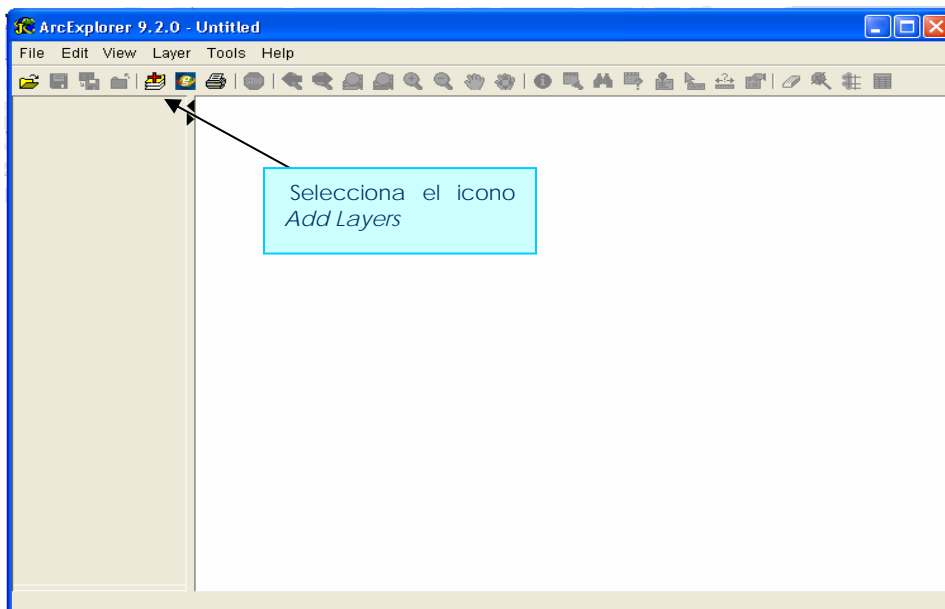 ArcExplorer 9.2.0 - Untitled
File Edit View Layer Tools Help
Selecciona el icono
Add Layers